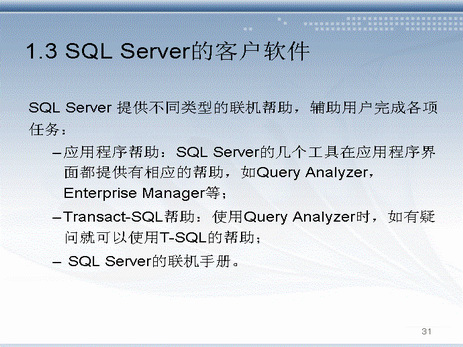 1.3 SQL Server的客户软件
SQL Server 提供不同类型的联机帮助，辅助用户完成各项
任务：
–应用程序帮助：SQL Server的几个工具在应用程序界
面都提供有相应的帮助，如Query Analyzer，
Enterprise Manager等；
–Transact-SQL帮助：使用Query Analyzer时，如有疑
问就可以使用T-SQL的帮助；
– SQL Server的联机手册。
31